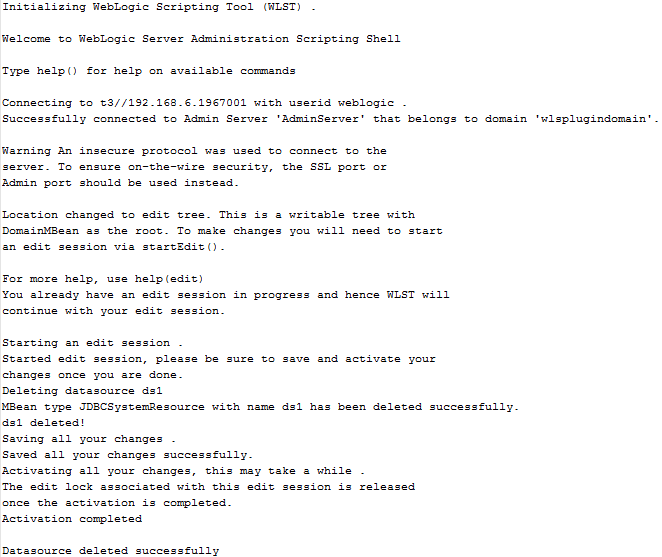 Initializing WebLogic Scripting Tool (WLST) .
Welcome to WebLogic Server Administration Scripting Shell
Type help() for help on available commands
Connecting to t3//192.168.6.1967001 with userid weblogic .
Successfully connected to Admin Server 'AdminServer' that belongs to domain 'wlsplugindomain'.
Warning An insecure protocol was used to connect to the
server. To ensure on-the-wire security, the SSL port or
Admin port should be used instead.
Location changed to edit tree. This is a writable tree with
DomainMBean as the root. To make changes you will need to start
an edit session via startEdit().
For more help, use help(edit)
You already have an edit session in progress and hence WLST will
continue with your edit session.
Starting an edit session .
Started edit session, please be sure to save and activate your
changes once you are done.
Deleting datasource ds1
MBean type JDBCSystemResource with name ds1 has been deleted successfully.
ds1 deleted!
Saving all your changes .
Saved all your changes successfully.
Activating all your changes, this may take a while .
The edit lock associated with this edit session is released
once the activation is completed.
Activation completed
Datasource deleted successfully